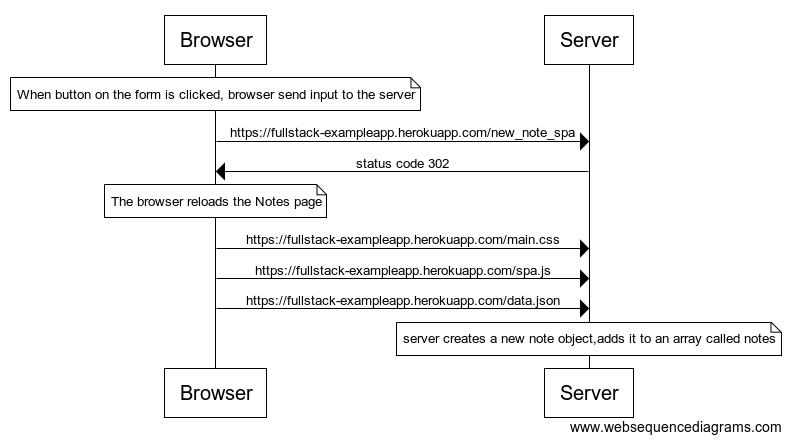 Browser
Server
When button on the form is clicked, browser send input to the server
https://fullstack-exampleapp.herokuapp.com/new_note_spa
status code 302
The browser reloads the Notes page
https://fullstack-exampleapp.herokuapp.com/main.css
https://fullstack-exampleapp.herokuapp.com/spa.js
https://fullstack-exampleapp.herokuapp.com/data.json
server creates a new note object,adds it to an array called notes
Browser
Server
www.websequencediagrams.com